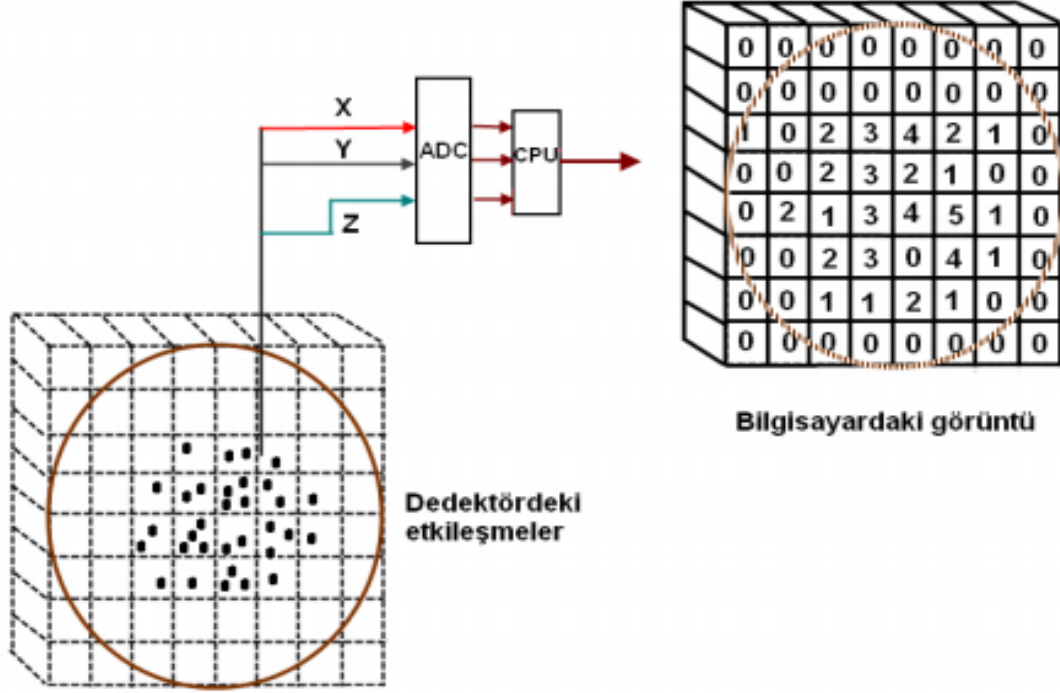 X
Y
Z
ADC
CPU
0 0 0 0 0 0 0 0
0 0 0 0 0 0 0 0
1 0 2 3 4 2 1 0
0 0 2 3 2 1 0 0
0 2 1 3 4 5 1 0
0 0 2 3 0 4 1 0
0 0 1 1 2 1 0 0
0 0 0 0 0 0 0 0
Bilgisayardaki görüntü
Dedektördeki
etkileşmeler